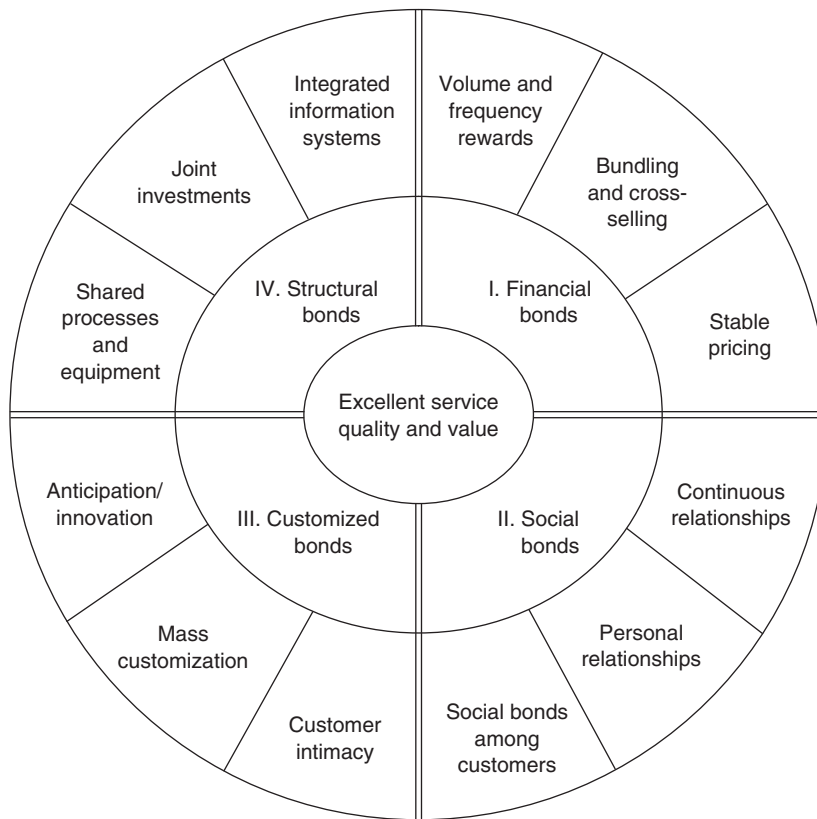 Integrated
information
systems
Volume and
frequency
rewards
Joint
investments
Bundling
and cross-
selling
Shared
processes
and
equipment
IV. Structural
bonds
I. Financial
bonds
Stable
pricing
Excellent service
quality and value
Anticipation/
innovation
III. Customized
bonds
II. Social
bonds
Continuous
relationships
Mass
customization
Personal
relationships
Customer
intimacy
Social bonds
among
customers